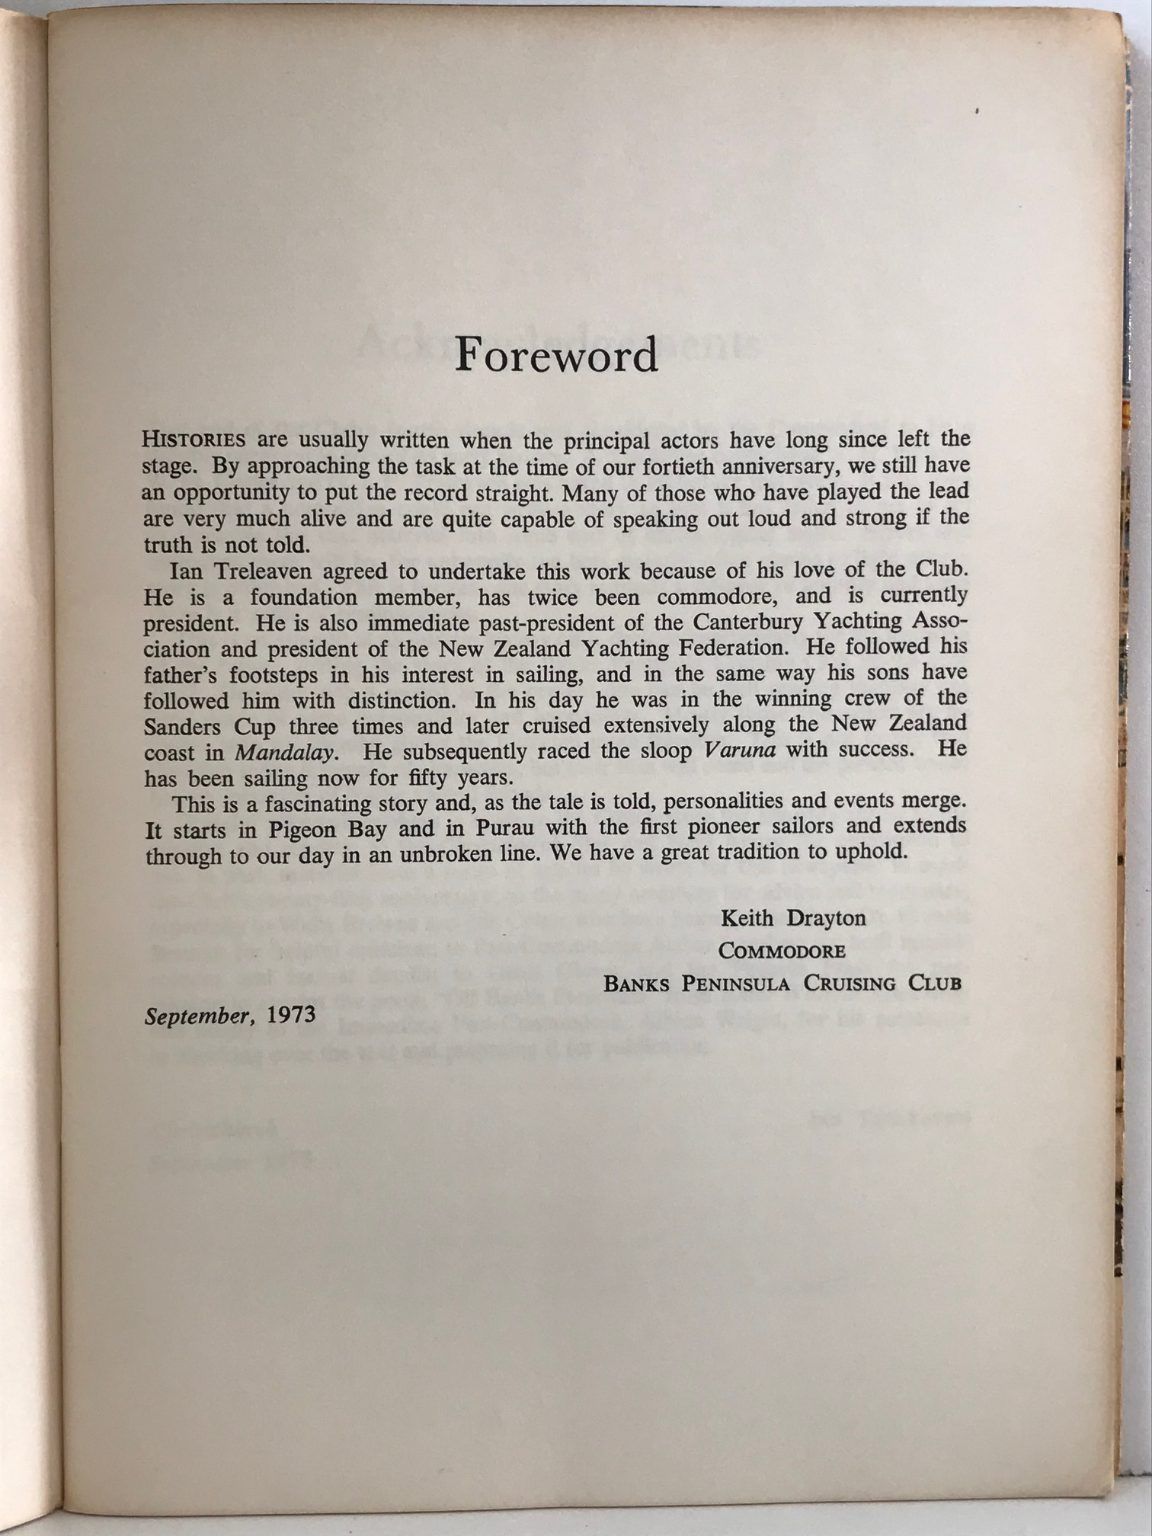 Foreword
HISTORIES are usually written when the principal actors have long since left the
stage. By approaching the task at the time of our fortieth anniversary, we still have
an opportunity to put the record straight. Many of those who have played the lead
are very much alive and are quite capable of speaking out loud and strong if the
truth is not told.
Ian Treleaven agreed to undertake this work because of his love of the Club.
He is a foundation member, has twice been commodore, and is currently
president. He is also immediate past-president of the Canterbury Yachting Asso-
ciation and president of the New Zealand Yachting Federation. He followed his
father's footsteps in his interest in sailing, and in the same way his sons have
followed him with distinction. In his day he was in the winning crew of the
Sanders Cup three times and later cruised extensively along the New Zealand
coast in Mandalay. He subsequently raced the sloop Varuna with success. He
has been sailing now for fifty years.
This is a fascinating story and, as the tale is told, personalities and events merge.
It starts in Pigeon Bay and in Purau with the first pioneer sailors and extends
through to our day in an unbroken line. We have a great tradition to uphold.
Keith Drayton
COMMODORE
BANKS PENINSULA CRUISING CLUB
September, 1973